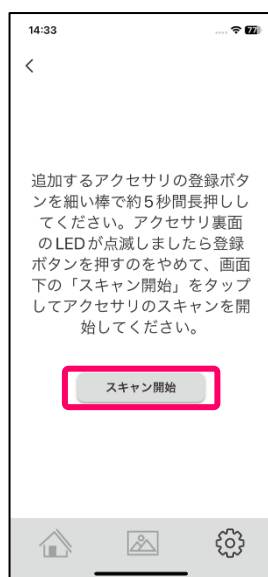 14:33
77
追加するアクセサリの登録ボタ
ンを細い棒で約5秒間長押しし
てください。アクセサリ裏面
のLEDが点滅しましたら登録
ボタンを押すのをやめて、画面
下の「スキャン開始」をタップ
してアクセサリのスキャンを開
始してください。
スキャン開始